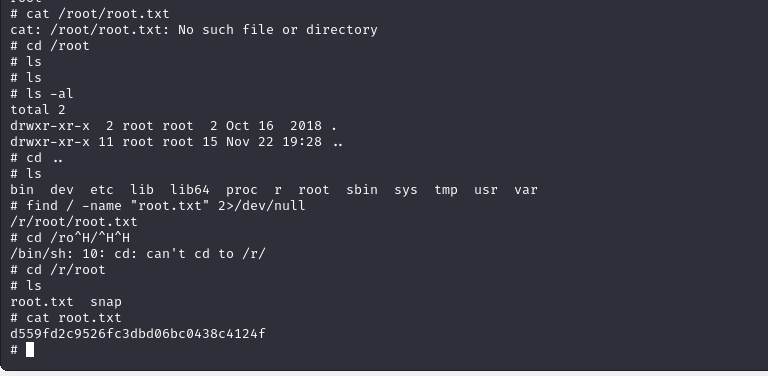 # cat /root/root.txt
cat: /root/root.txt: No such file or directory
# cd /root
# ls
# ls
# ls -al
total 2
drwxr-xr-x  2 root root  2 Oct 16  2018 .
drwxr-xr-x 11 root root 15 Nov 22 19:28 ..
# cd ..
# ls
bin  dev  etc  lib  lib64  proc  r  root  sbin  sys  tmp  usr  var
# find / -name "root.txt" 2>/dev/null
/r/root/root.txt
# cd /ro^H/^H^H
/bin/sh: 10: cd: can't cd to /r/
# cd /r/root
# ls
root.txt  snap
# cat root.txt
d559fd2c9526fc3dbd06bc0438c4124f
#